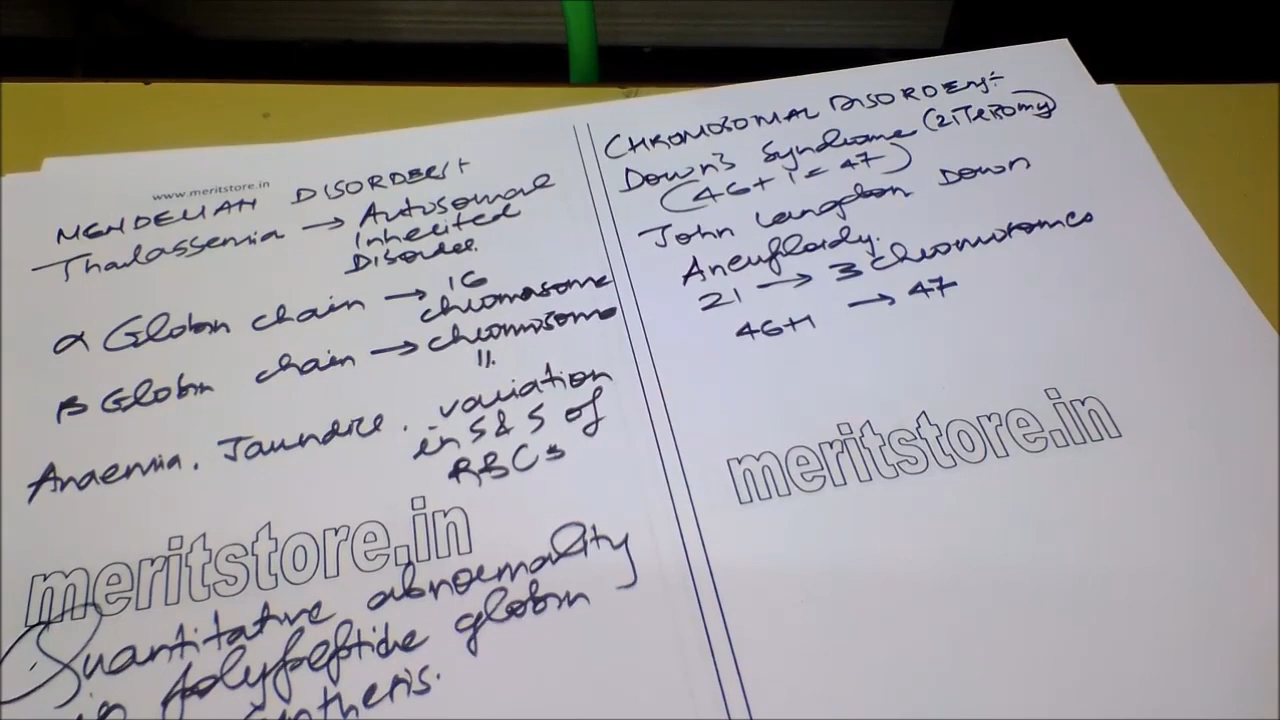 www.meritstore.in
MENDELIAN DISORDERS:-
Thalassemia → Autosomal
Inherited
Disorder.
α Globin chain → 16
chromosome
β Globin chain → chromosome
11.
Anaemia, Jaundice, variation
in S & S of
RBCs
meritstore.in
Quantitative abnormality
in polypeptide globin
synthesis.
CHROMOSOMAL DISORDERS:-
Down's Syndrome (21 Trisomy)
(46+1=47)
John Langdon Down
Aneuploidy.
21 → 3 chromosomes
46+1 → 47
meritstore.in